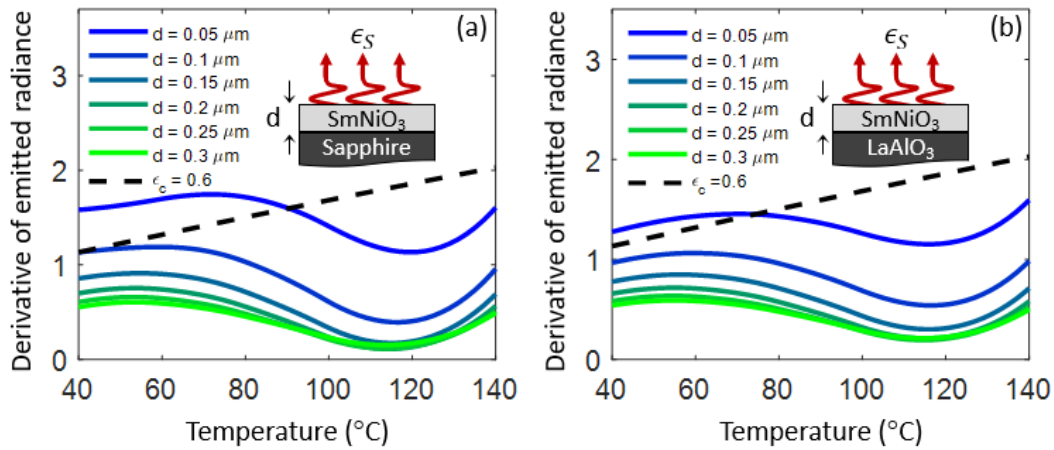 Derivative of emitted radiance
3
2
1
0
d = 0.05 μm
d = 0.1 μm
d = 0.15 μm
d = 0.2 μm
d = 0.25 μm
d = 0.3 μm
ϵc = 0.6
(a)
ϵS
d
SmNiO3
Sapphire
40 60 80 100 120 140
Temperature (°C)
Derivative of emitted radiance
3
2
1
0
d = 0.05 μm
d = 0.1 μm
d = 0.15 μm
d = 0.2 μm
d = 0.25 μm
d = 0.3 μm
ϵc =0.6
(b)
ϵS
d
SmNiO3
LaAlO3
40 60 80 100 120 140
Temperature (°C)